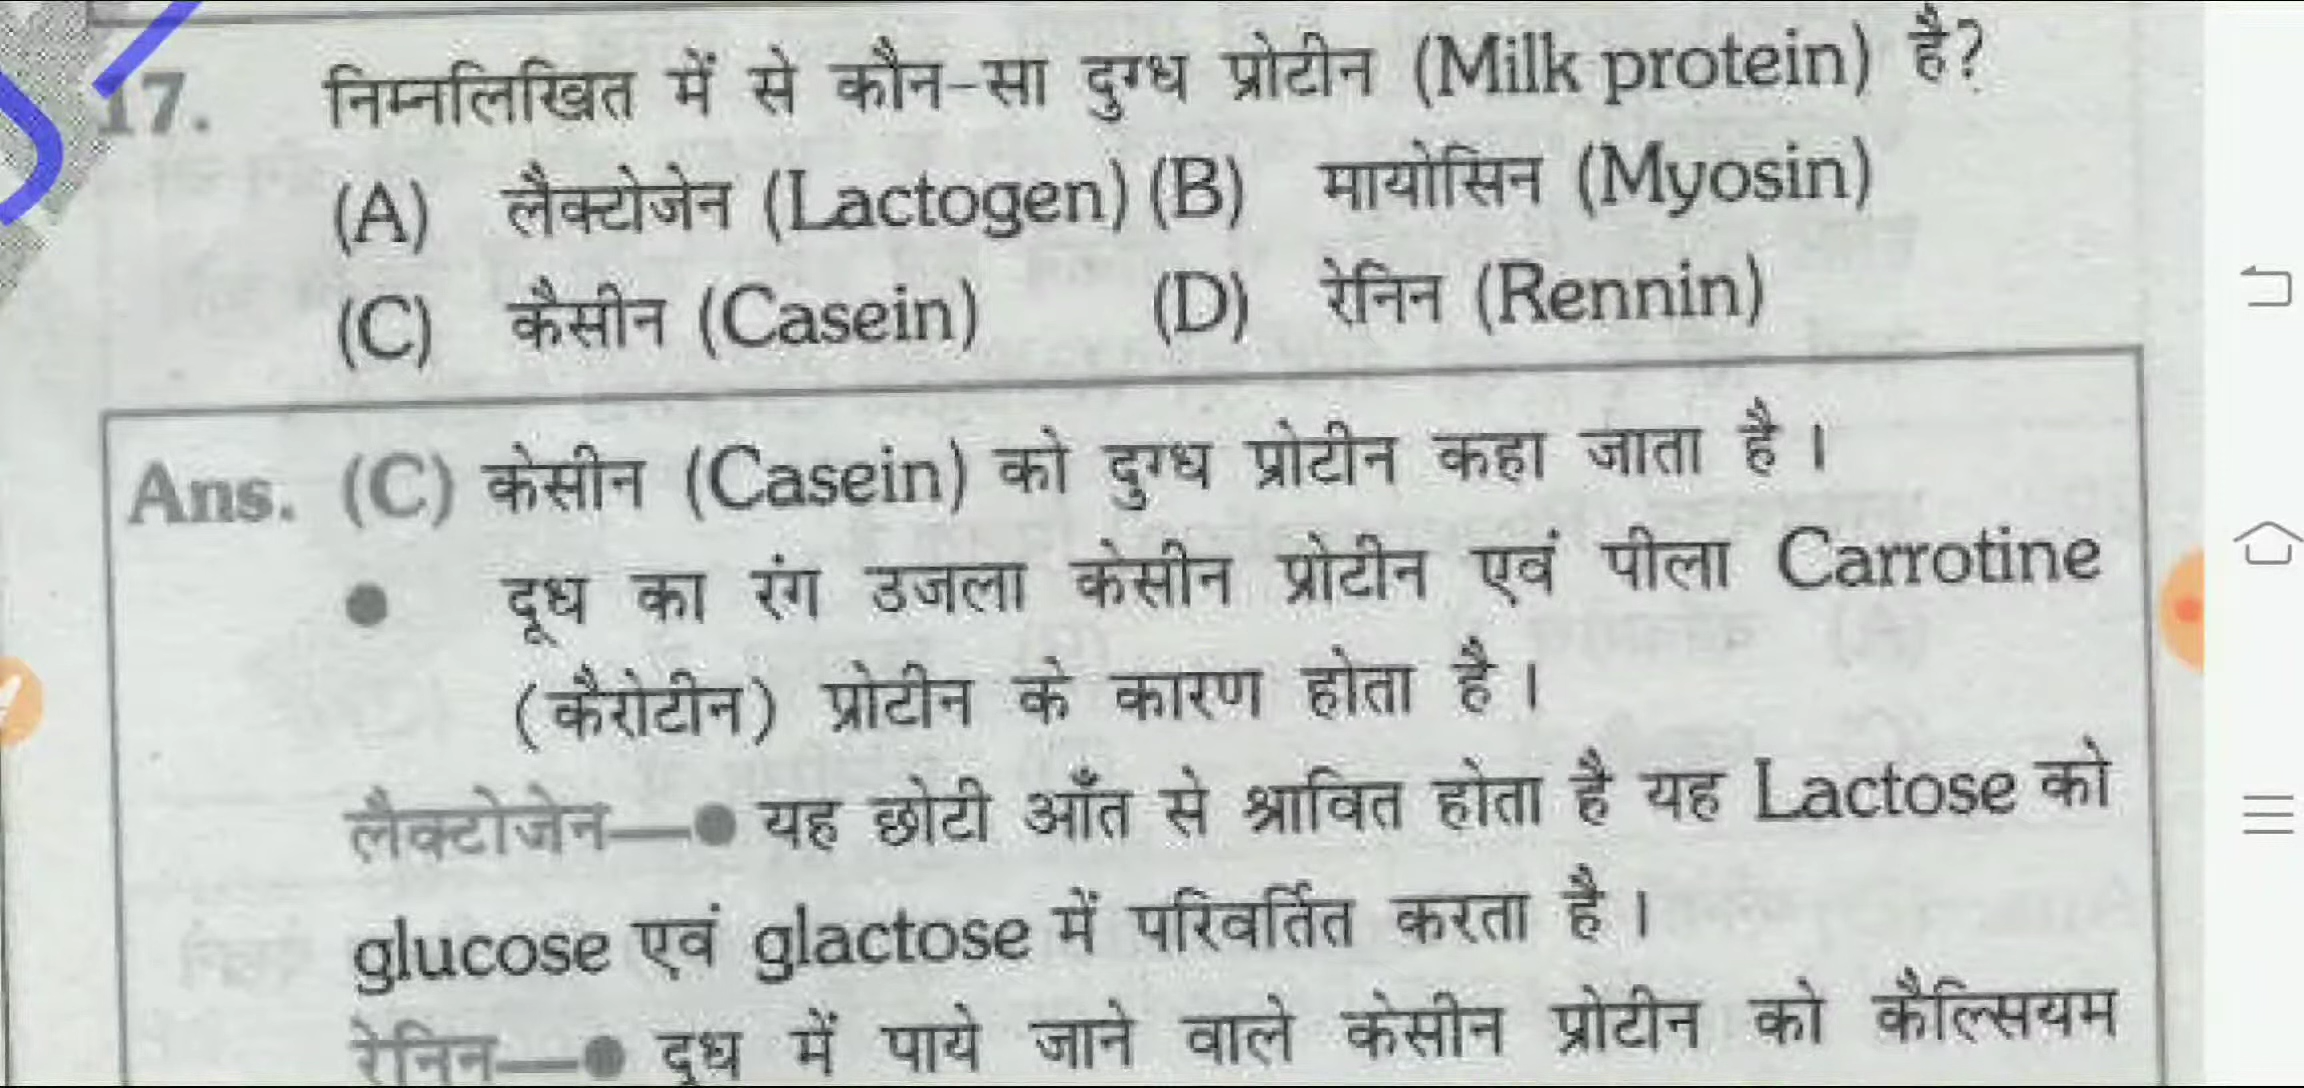 17. निम्नलिखित में से कौन-सा दुग्ध प्रोटीन (Milk protein) है?
(A) लैक्टोजेन (Lactogen) (B) मायोसिन (Myosin)
(C) कैसीन (Casein) (D) रेनिन (Rennin)
Ans. (C) केसीन (Casein) को दुग्ध प्रोटीन कहा जाता है।
● दूध का रंग उजला केसीन प्रोटीन एवं पीला Carrotine
(कैरोटीन) प्रोटीन के कारण होता है।
लैक्टोजेन—● यह छोटी आँत से श्रावित होता है यह Lactose को
glucose एवं glactose में परिवर्तित करता है।
रेनिन—● दूध में पाये जाने वाले केसीन प्रोटीन को कैल्सियम